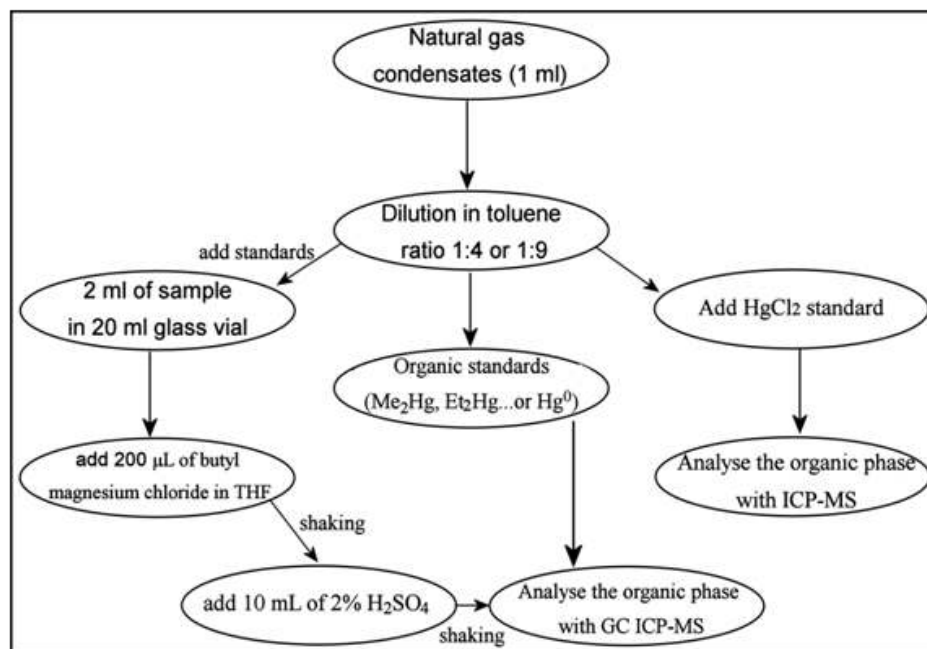 Natural gas
condensates (1 ml)
Dilution in toluene
ratio 1:4 or 1:9
add standards
2 ml of sample
in 20 ml glass vial
Organic standards
(Me₂Hg, Et₂Hg...or Hg⁰)
Add HgCl₂ standard
add 200 μL of butyl
magnesium chloride in THF
Analyse the organic phase
with ICP-MS
shaking
add 10 mL of 2% H₂SO₄
shaking
Analyse the organic phase
with GC ICP-MS